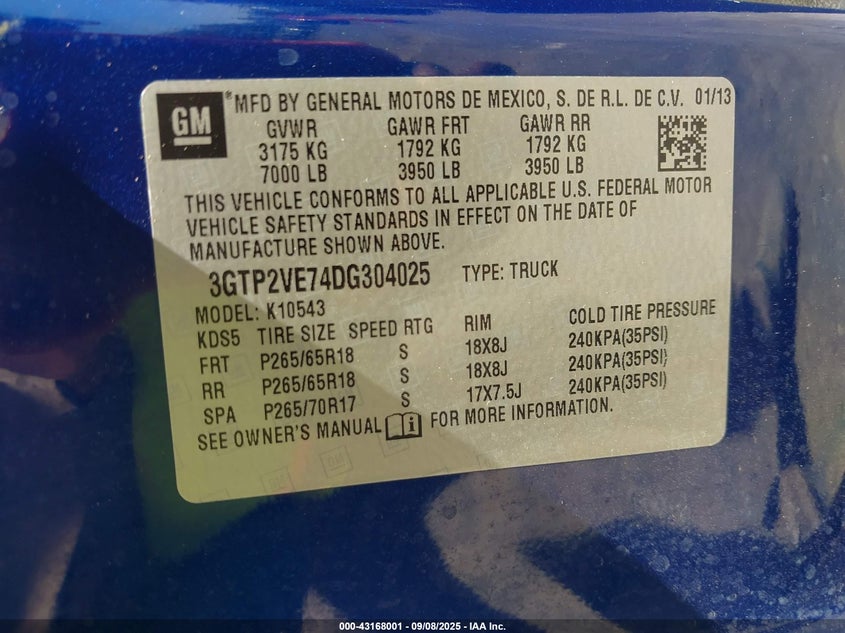 GM
® MFD BY GENERAL MOTORS DE MEXICO, S. DE R.L. DE C.V. 01/13
GVWR GAWR FRT GAWR RR
3175 KG 1792 KG 1792 KG
7000 LB 3950 LB 3950 LB
THIS VEHICLE CONFORMS TO ALL APPLICABLE U.S. FEDERAL MOTOR
VEHICLE SAFETY STANDARDS IN EFFECT ON THE DATE OF
MANUFACTURE SHOWN ABOVE.
3GTP2VE74DG304025 TYPE: TRUCK
MODEL: K10543
KDS5 TIRE SIZE SPEED RTG RIM COLD TIRE PRESSURE
FRT P265/65R18 S 18X8J 240KPA(35PSI)
RR P265/65R18 S 18X8J 240KPA(35PSI)
SPA P265/70R17 S 17X7.5J 240KPA(35PSI)
SEE OWNER'S MANUAL i FOR MORE INFORMATION.
000-43168001 - 09/08/2025 - IAA Inc.